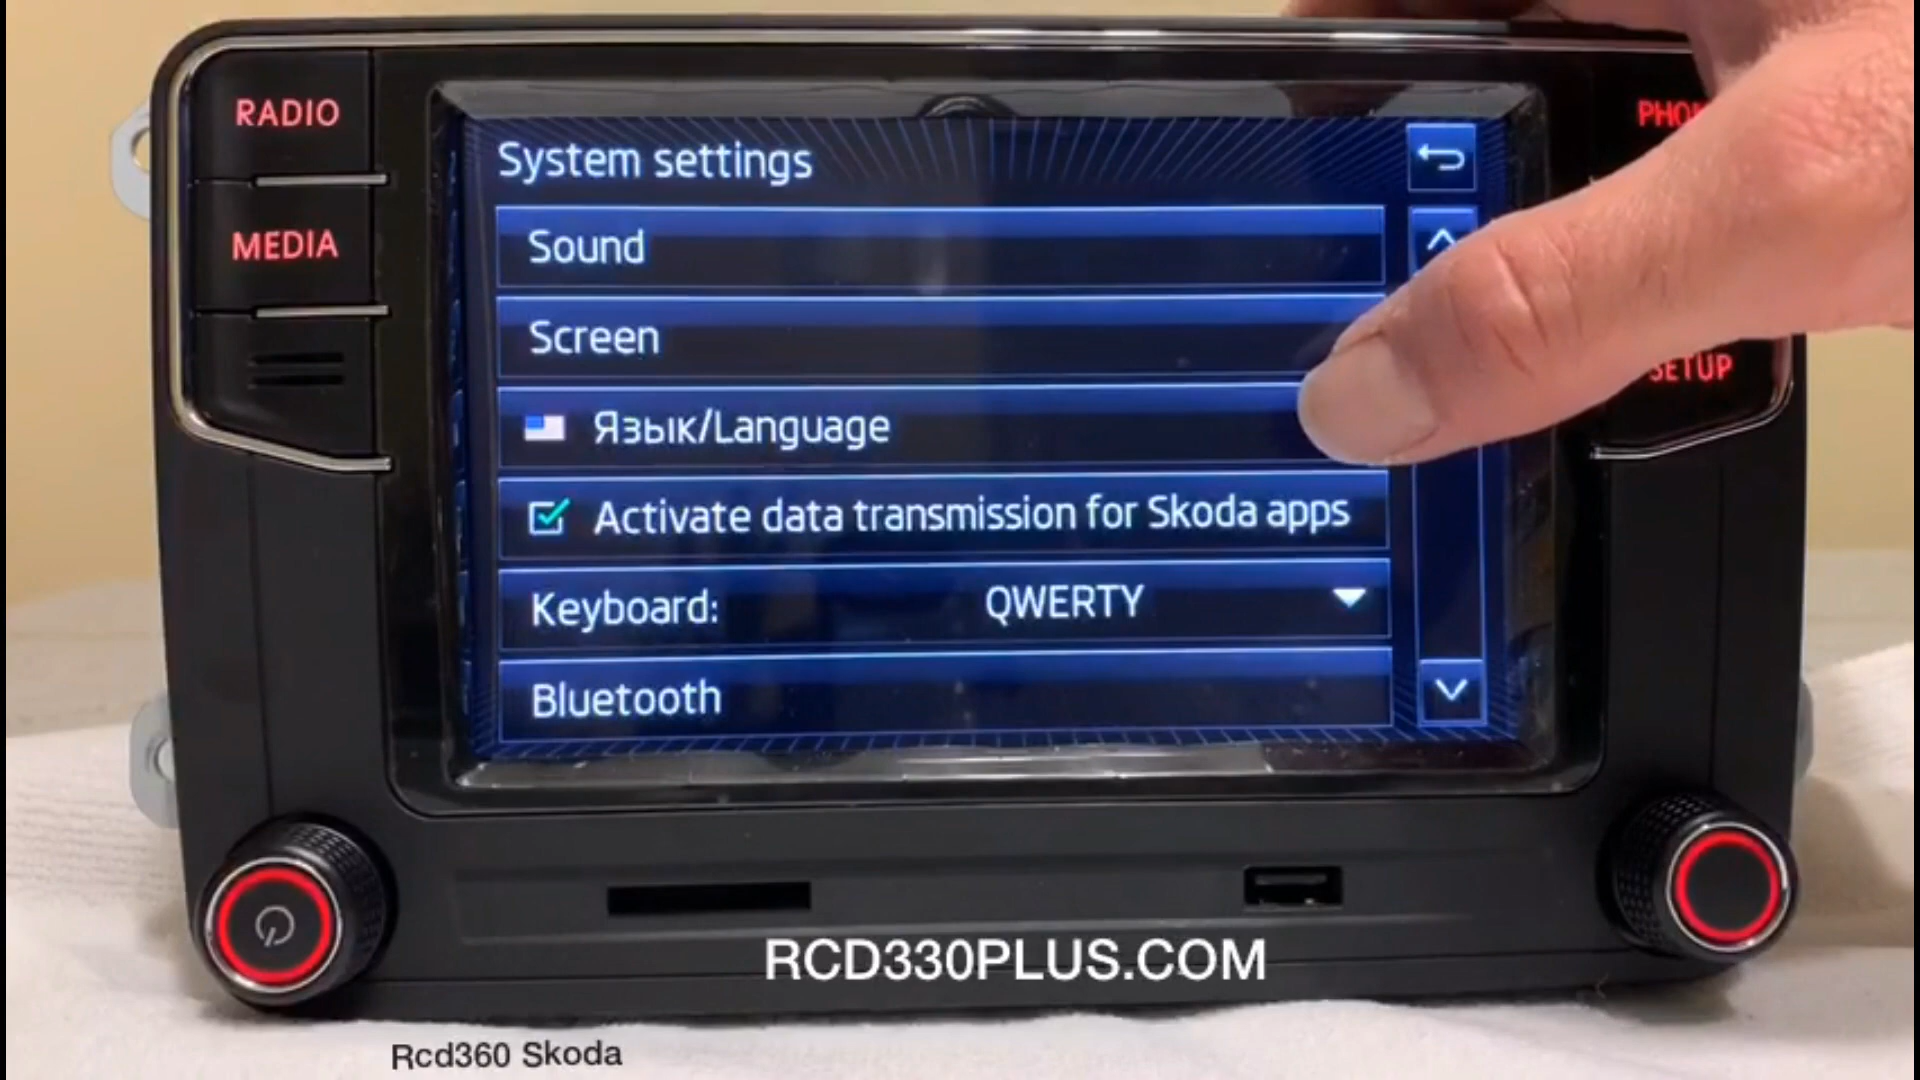 RADIO
MEDIA
System settings
Sound
Screen
Язык/Language
Activate data transmission for Skoda apps
Keyboard: QWERTY
Bluetooth
SETUP
RCD330PLUS.COM
Rcd360 Skoda